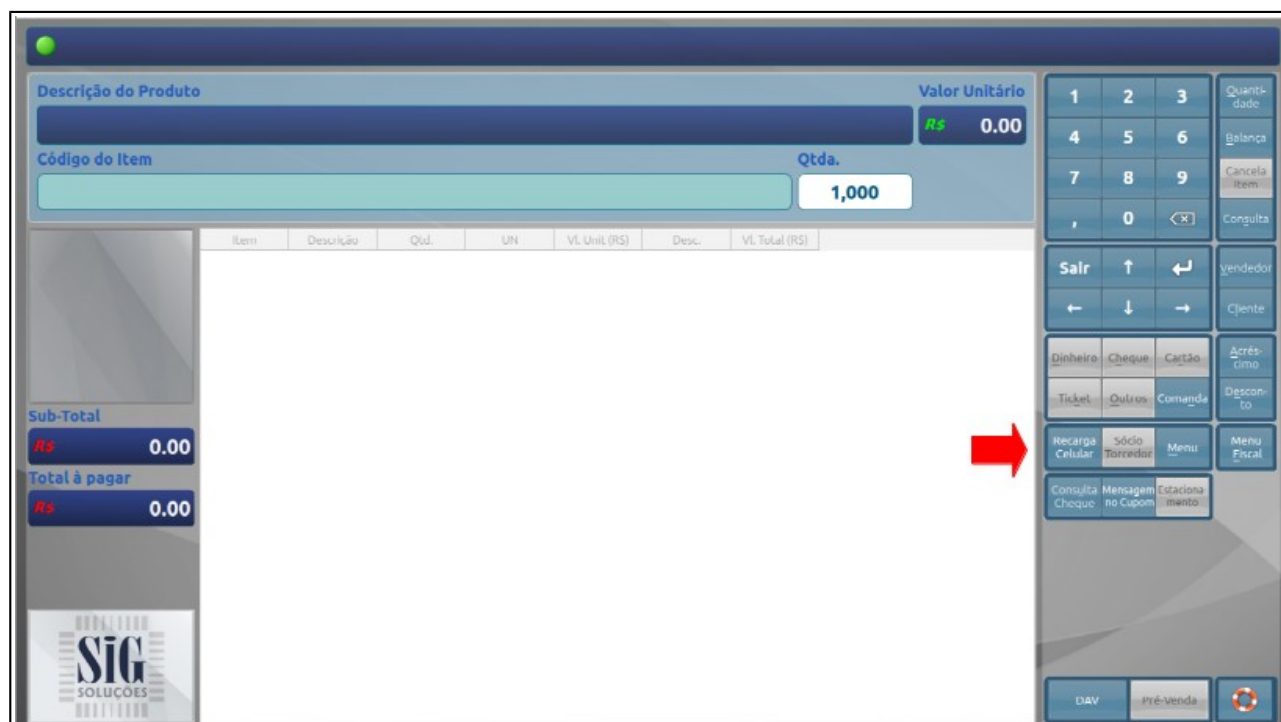 Descrição do Produto
Valor Unitário
R$ 0.00
Código do Item
Qtda.
1,000
Item Descrição Qtd. UN Vl. Unit (R$) Desc. Vl. Total (R$)
Sub-Total
R$ 0.00
Total à pagar
R$ 0.00
SiG
SOLUÇÕES
1 2 3
4 5 6
7 8 9
, 0
Sair
Dinheiro Cheque Cartão
Ticket Outros Comanda
Recarga
Celular
Sócio
Torcedor
Menu
Consulta
Cheque
Mensagem
no Cupom
Estaciona
mento
Quanti-
dade
Balança
Cancela
Item
Consulta
Vendedor
Cliente
Acrés-
cimo
Descon-
to
Menu
Fiscal
DAV Pré-Venda